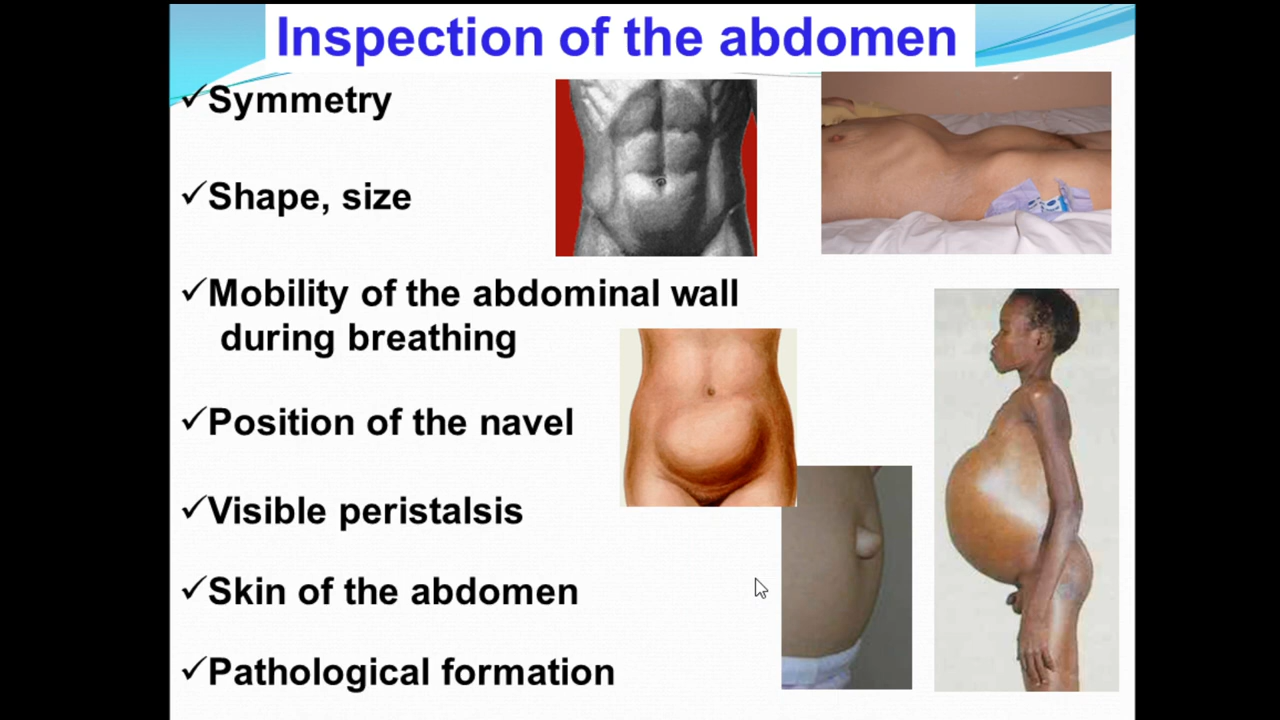 Inspection of the abdomen
✓Symmetry
✓Shape, size
✓Mobility of the abdominal wall
during breathing
✓Position of the navel
✓Visible peristalsis
✓Skin of the abdomen
✓Pathological formation